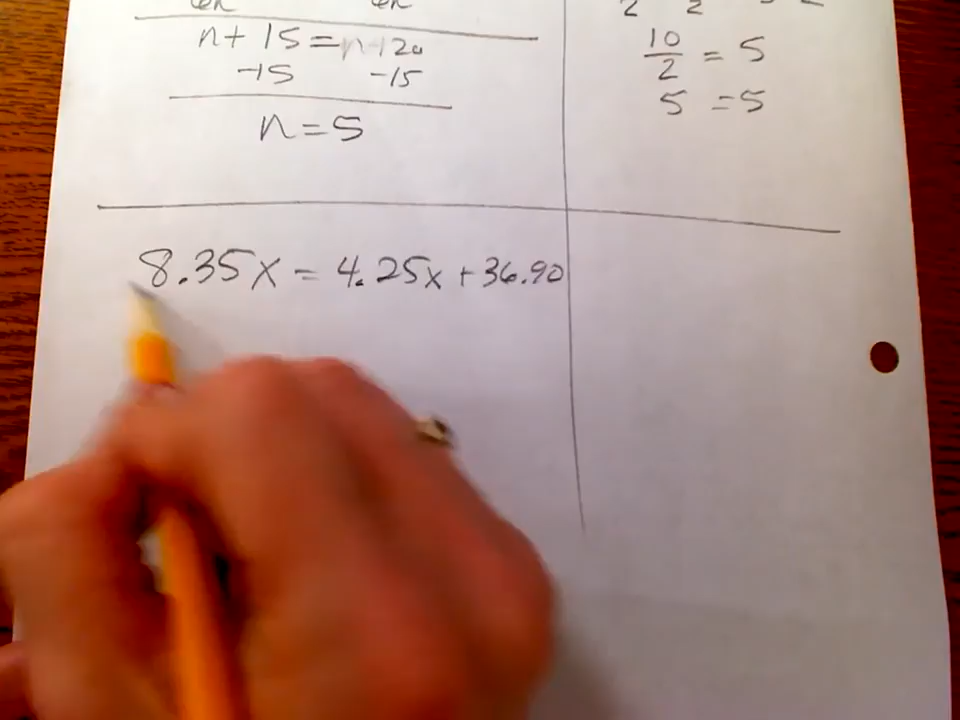 n + 15 = n + 20
-15 -15
n = 5
10/2 = 5
5 = 5
8.35x = 4.25x + 36.90